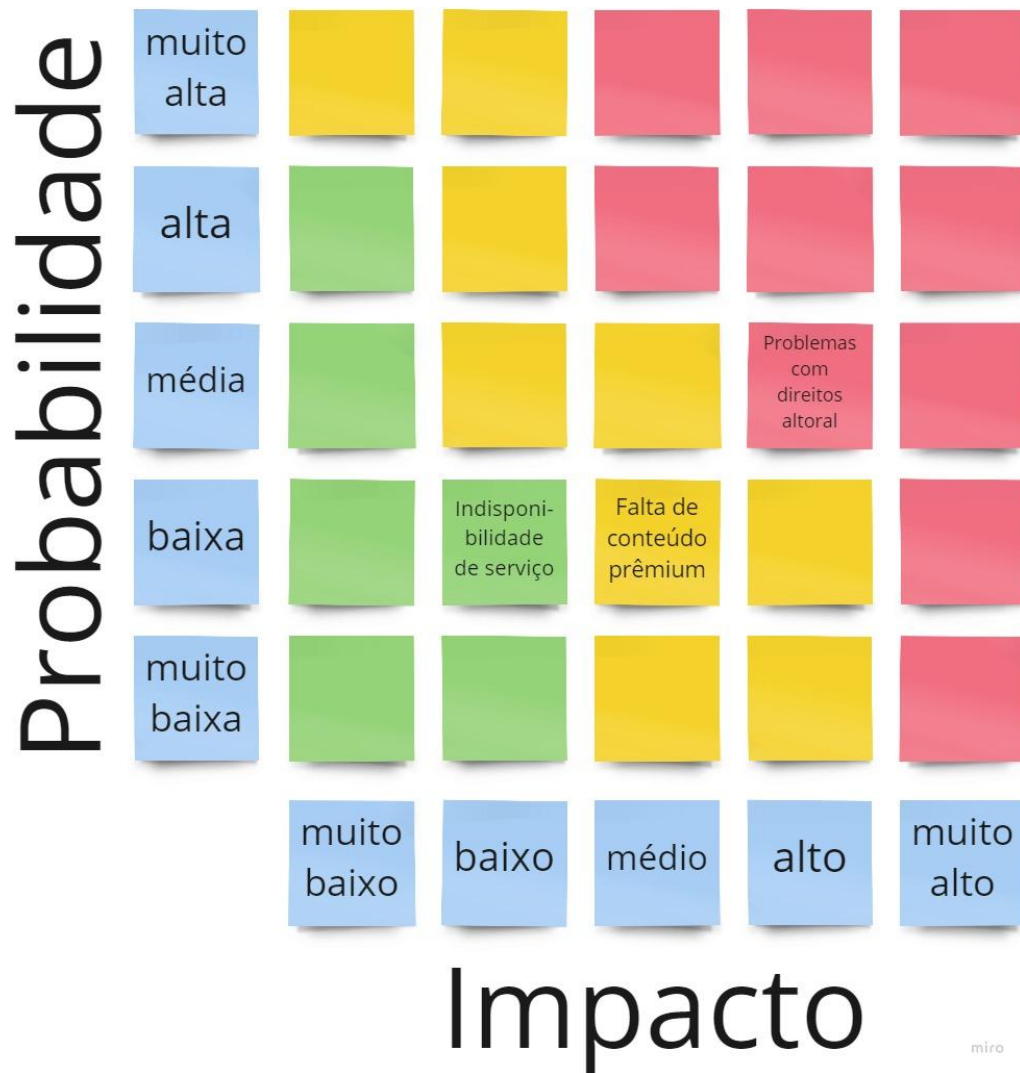 Probabilidade
muito
alta
alta
média
Problemas
com
direitos
altoral
baixa
Indisponi-
bilidade
de serviço
Falta de
conteúdo
prêmium
muito
baixa
muito
baixo
baixo
médio
alto
muito
alto
Impacto
miro